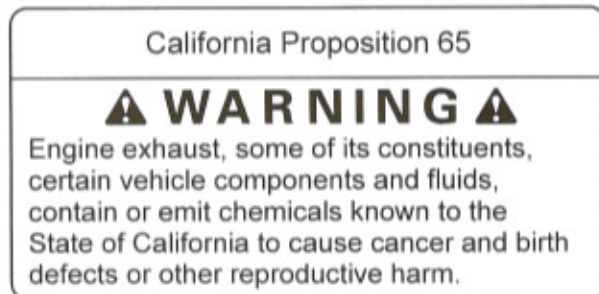 California Proposition 65
WARNING
Engine exhaust, some of its constituents,
certain vehicle components and fluids,
contain or emit chemicals known to the
State of California to cause cancer and birth
defects or other reproductive harm.